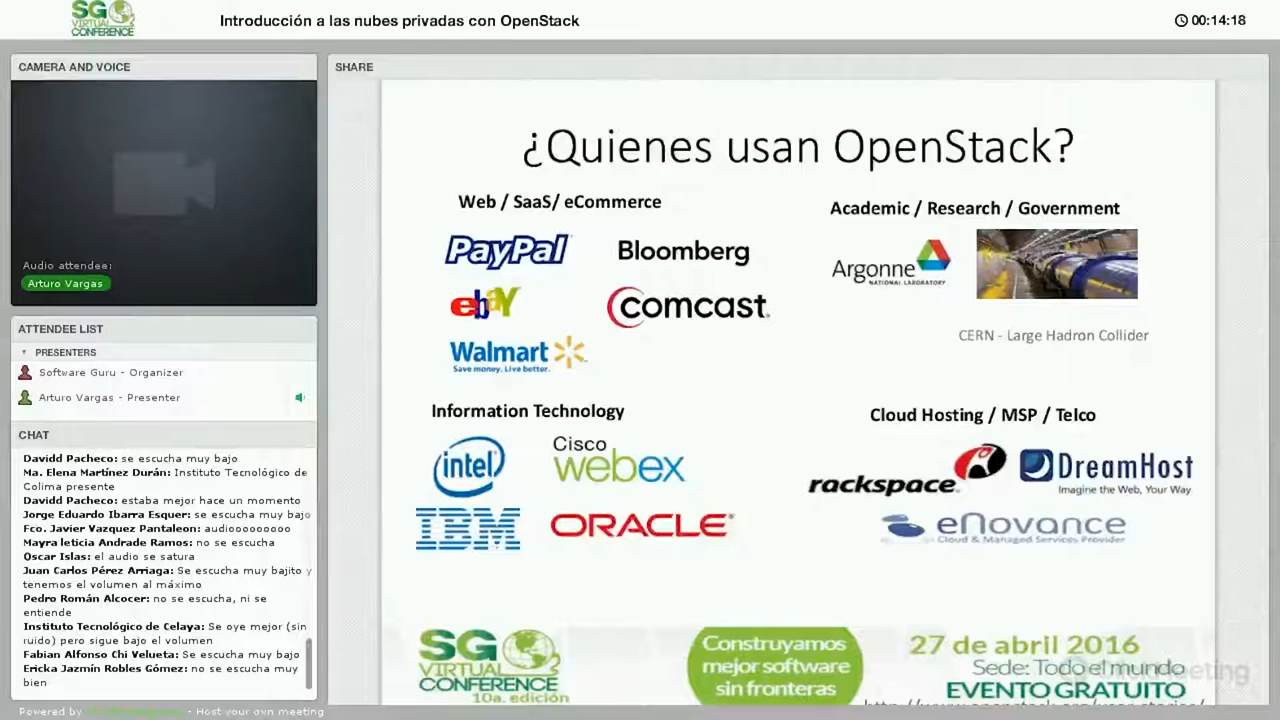 SG VIRTUAL CONFERENCE
Introducción a las nubes privadas con OpenStack
00:14:18
CAMERA AND VOICE
Audio attendee:
Arturo Vargas
ATTENDEE LIST
PRESENTERS
Software Guru - Organizer
Arturo Vargas - Presenter
CHAT
Davidd Pacheco: se escucha muy bajo
Ma. Elena Martínez Durán: Instituto Tecnológico de
Colima presente
Davidd Pacheco: estaba mejor hace un momento
Jorge Eduardo Ibarra Esquer: se escucha muy bajo
Fco. Javier Vazquez Pantaleon: audiooooooooo
Mayra leticia Andrade Ramos: no se escucha
Oscar Islas: el audio se satura
Juan Carlos Pérez Arriaga: Se escucha muy bajito y
tenemos el volumen al máximo
Pedro Román Alcocer: no se escucha, ni se
entiende
Instituto Tecnológico de Celaya: Se oye mejor (sin
ruido) pero sigue bajo el volumen
Fabian Alfonso Chi Velueta: Se escucha muy bajo
Ericka Jazmín Robles Gómez: no se escucha muy
bien
Powered by
- Host your own meeting
SHARE
¿Quienes usan OpenStack?
Web / SaaS/ eCommerce
PayPal
Bloomberg
ebaY
comcast.
Walmart
Save money. Live better.
Academic / Research / Government
Argonne
NATIONAL LABORATORY
CERN - Large Hadron Collider
Information Technology
intel
Cisco
webex
IBM
ORACLE
Cloud Hosting / MSP / Telco
rackspace
DreamHost
Imagine the Web, Your Way
eNovance
Cloud & Managed Services Provider
SG
VIRTUAL
CONFERENCE
10a. edición
Construyamos
mejor software
sin fronteras
27 de abril 2016
Sede: Todo el mundo
EVENTO GRATUITO